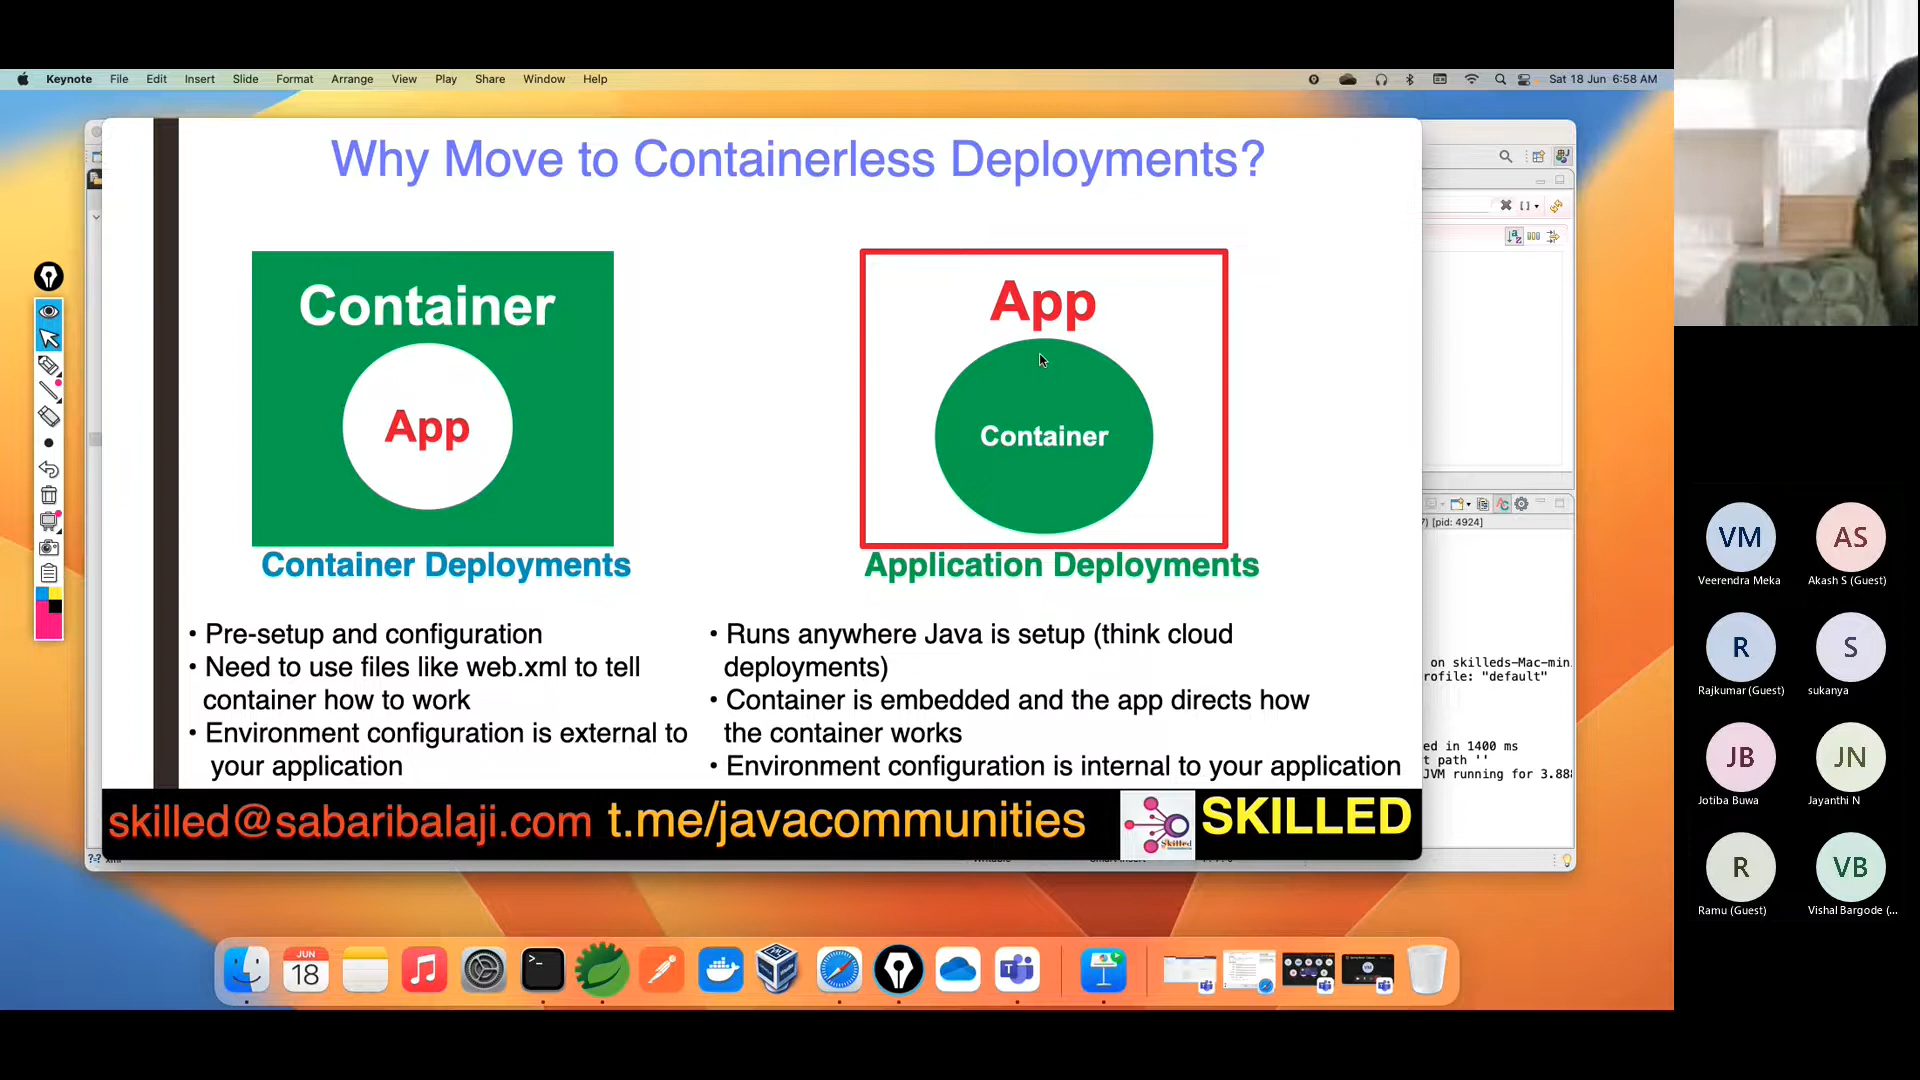 Keynote File Edit Insert Slide Format Arrange View Play Share Window Help
Sat 18 Jun 6:58 AM
Why Move to Containerless Deployments?
Container
App
Container Deployments
• Pre-setup and configuration
• Need to use files like web.xml to tell
container how to work
• Environment configuration is external to
your application
App
Container
Application Deployments
• Runs anywhere Java is setup (think cloud
deployments)
• Container is embedded and the app directs how
the container works
• Environment configuration is internal to your application
skilled@sabaribalaji.com t.me/javacommunities
Skilled
SKILLED
7) [pid: 4924]
on skilleds-Mac-min
rofile: "default"
ed in 1400 ms
t path ''
JVM running for 3.888
JUN
18
VM
Veerendra Meka
AS
Akash S (Guest)
R
Rajkumar (Guest)
S
sukanya
JB
Jotiba Buwa
JN
Jayanthi N
R
Ramu (Guest)
VB
Vishal Bargode (...